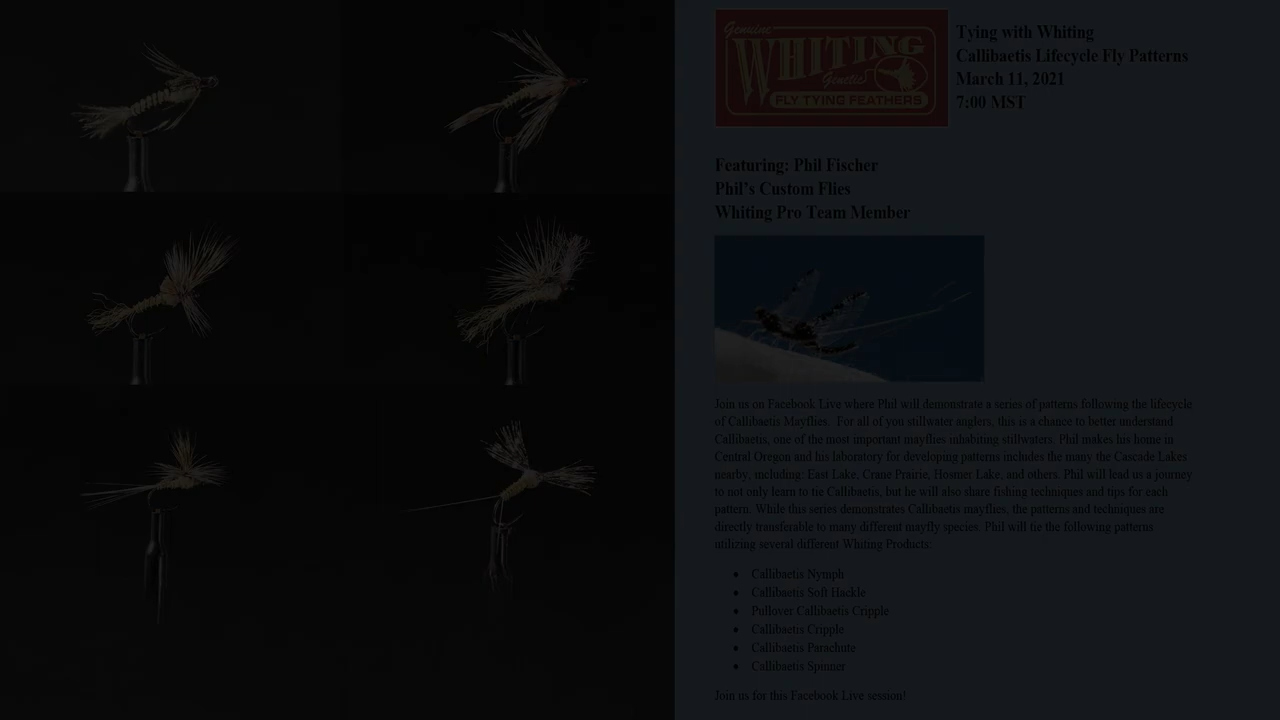 Genuine
WHITING
Genetics
FLY TYING FEATHERS
Tying with Whiting
Callibaetis Lifecycle Fly Patterns
March 11, 2021
7:00 MST
Featuring: Phil Fischer
Phil's Custom Flies
Whiting Pro Team Member
Join us on Facebook Live where Phil will demonstrate a series of patterns following the lifecycle
of Callibaetis Mayflies.  For all of you stillwater anglers, this is a chance to better understand
Callibaetis, one of the most important mayflies inhabiting stillwaters. Phil makes his home in
Central Oregon and his laboratory for developing patterns includes the many the Cascade Lakes
nearby, including: East Lake, Crane Prairie, Hosmer Lake, and others. Phil will lead us a journey
to not only learn to tie Callibaetis, but he will also share fishing techniques and tips for each
pattern. While this series demonstrates Callibaetis mayflies, the patterns and techniques are
directly transferable to many different mayfly species. Phil will tie the following patterns
utilizing several different Whiting Products:
• Callibaetis Nymph
• Callibaetis Soft Hackle
• Pullover Callibaetis Cripple
• Callibaetis Cripple
• Callibaetis Parachute
• Callibaetis Spinner
Join us for this Facebook Live session!